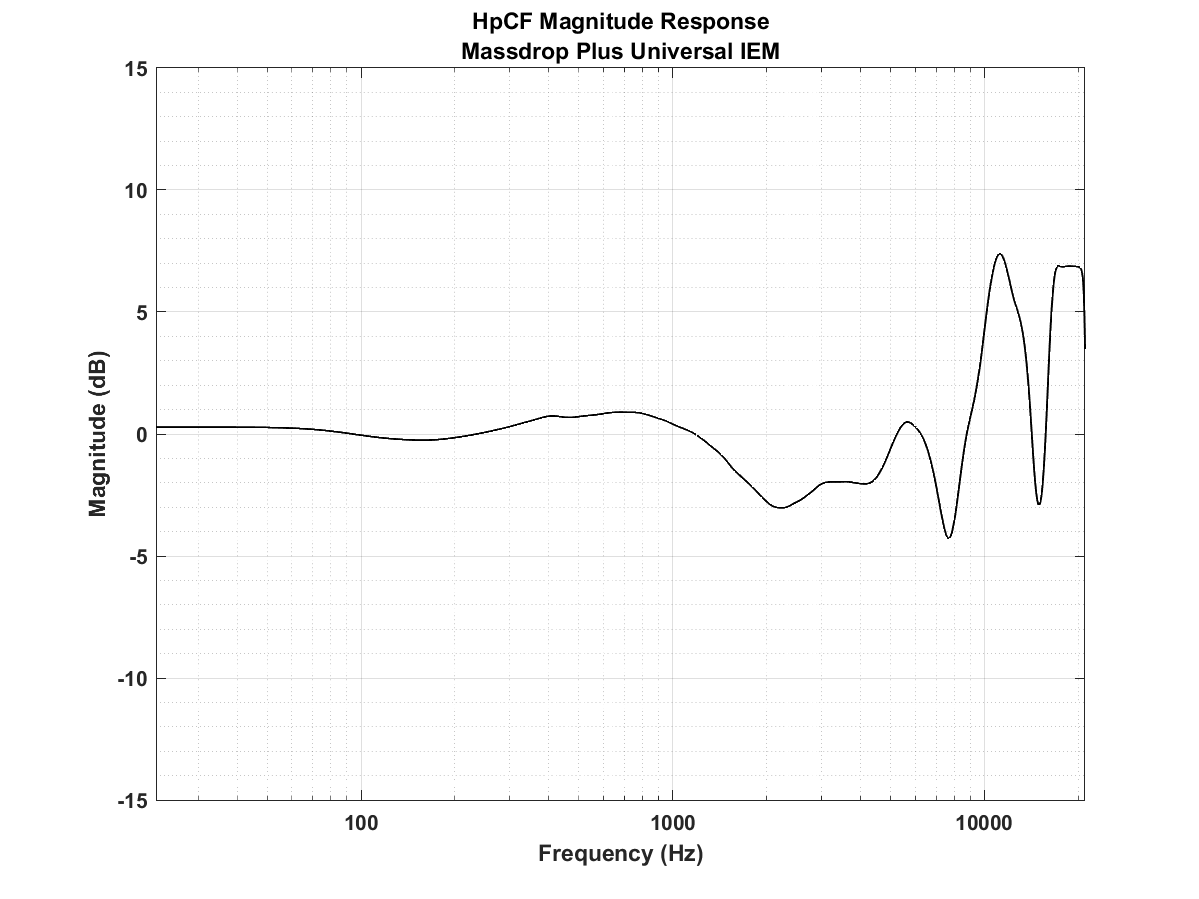 HpCF Magnitude Response
Massdrop Plus Universal IEM
15
10
5
0
-5
-10
-15
Magnitude (dB)
100
1000
10000
Frequency (Hz)